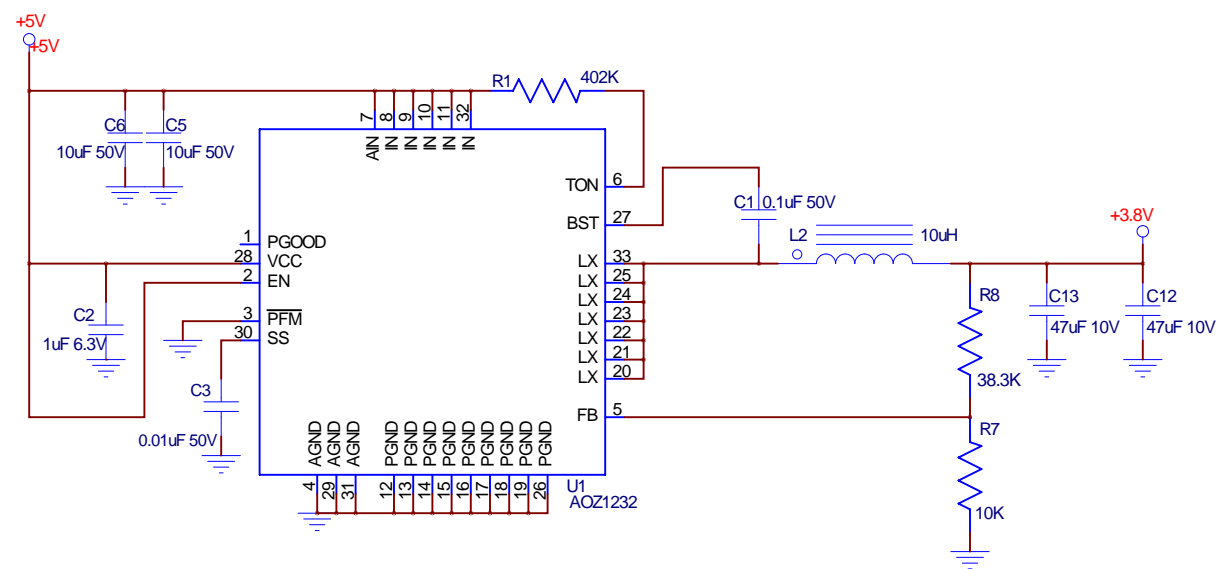 +5V
+5V
R1 402K
7 8 9 10 11 32
AIN IN IN IN IN IN
C6 C5
10uF 50V 10uF 50V
TON 6
C1 0.1uF 50V
BST 27
+3.8V
1 PGOOD
L2 10uH
28 VCC
LX 33
2 EN
LX 25
C13 C12
R8
LX 24
3 PFM
LX 23
C2
47uF 10V 47uF 10V
30 SS
LX 22
1uF 6.3V
LX 21
LX 20
38.3K
C3
FB 5
0.01uF 50V
R7
AGND AGND AGND PGND PGND PGND PGND PGND PGND PGND PGND PGND
4 29 31 12 13 14 15 16 17 18 19 26
U1
AOZ1232
10K